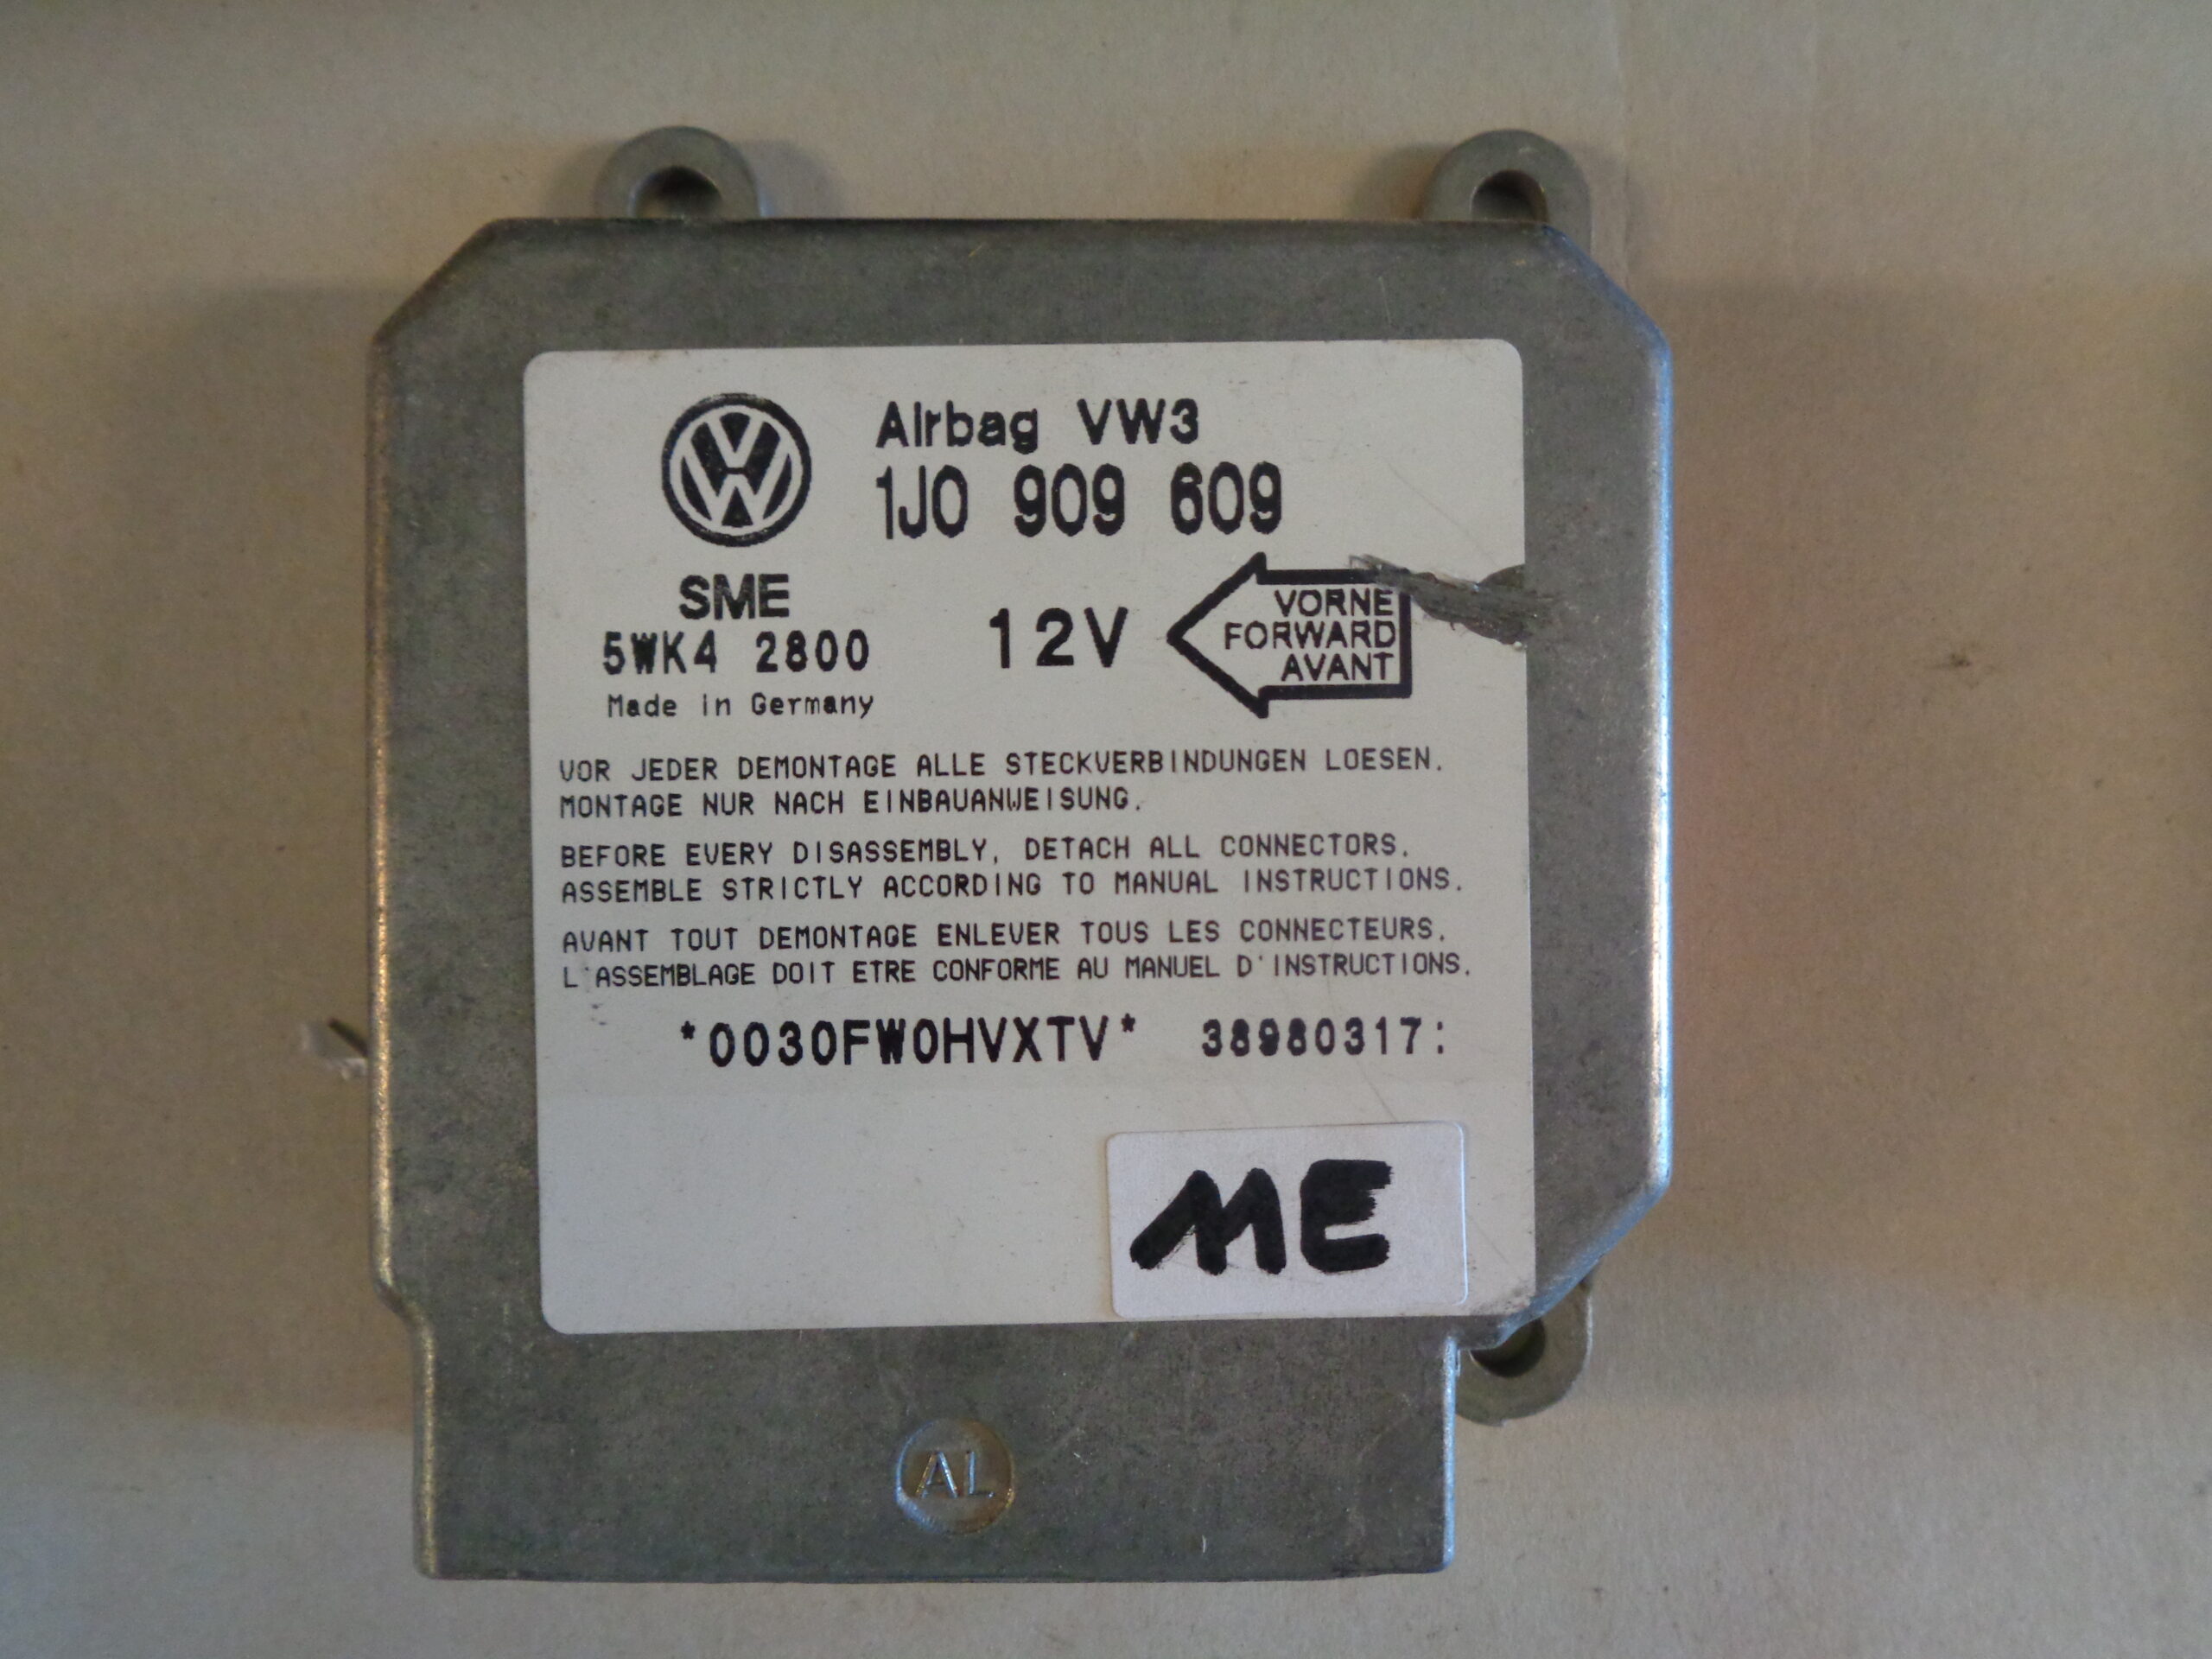 Airbag VW3
1J0 909 609
SME
5WK4 2800
Made in Germany
12V
VORNE
FORWARD
AVANT
VOR JEDER DEMONTAGE ALLE STECKVERBINDUNGEN LOESEN.
MONTAGE NUR NACH EINBAUANWEISUNG.
BEFORE EVERY DISASSEMBLY, DETACH ALL CONNECTORS.
ASSEMBLE STRICTLY ACCORDING TO MANUAL INSTRUCTIONS.
AVANT TOUT DEMONTAGE ENLEVER TOUS LES CONNECTEURS.
L'ASSEMBLAGE DOIT ETRE CONFORME AU MANUEL D'INSTRUCTIONS.
*0030FW0HVXTV* 38980317:
ME
AL